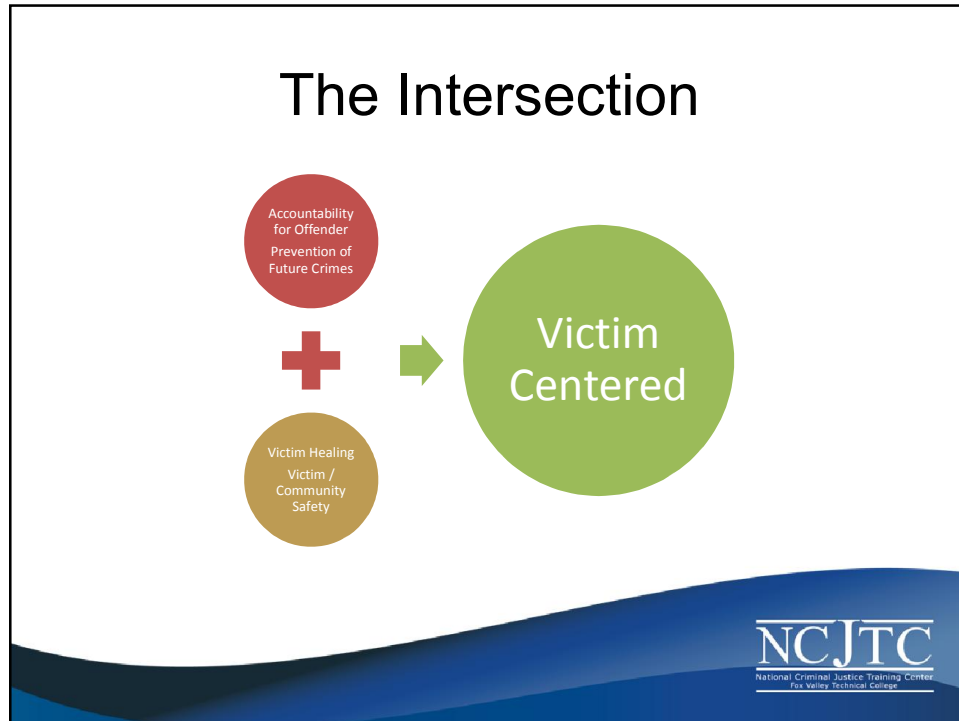 The Intersection
Accountability
for Offender
Prevention of
Future Crimes
Victim Healing
Victim /
Community
Safety
Victim
Centered
NCJTC
National Criminal Justice Training Center
Fox Valley Technical College